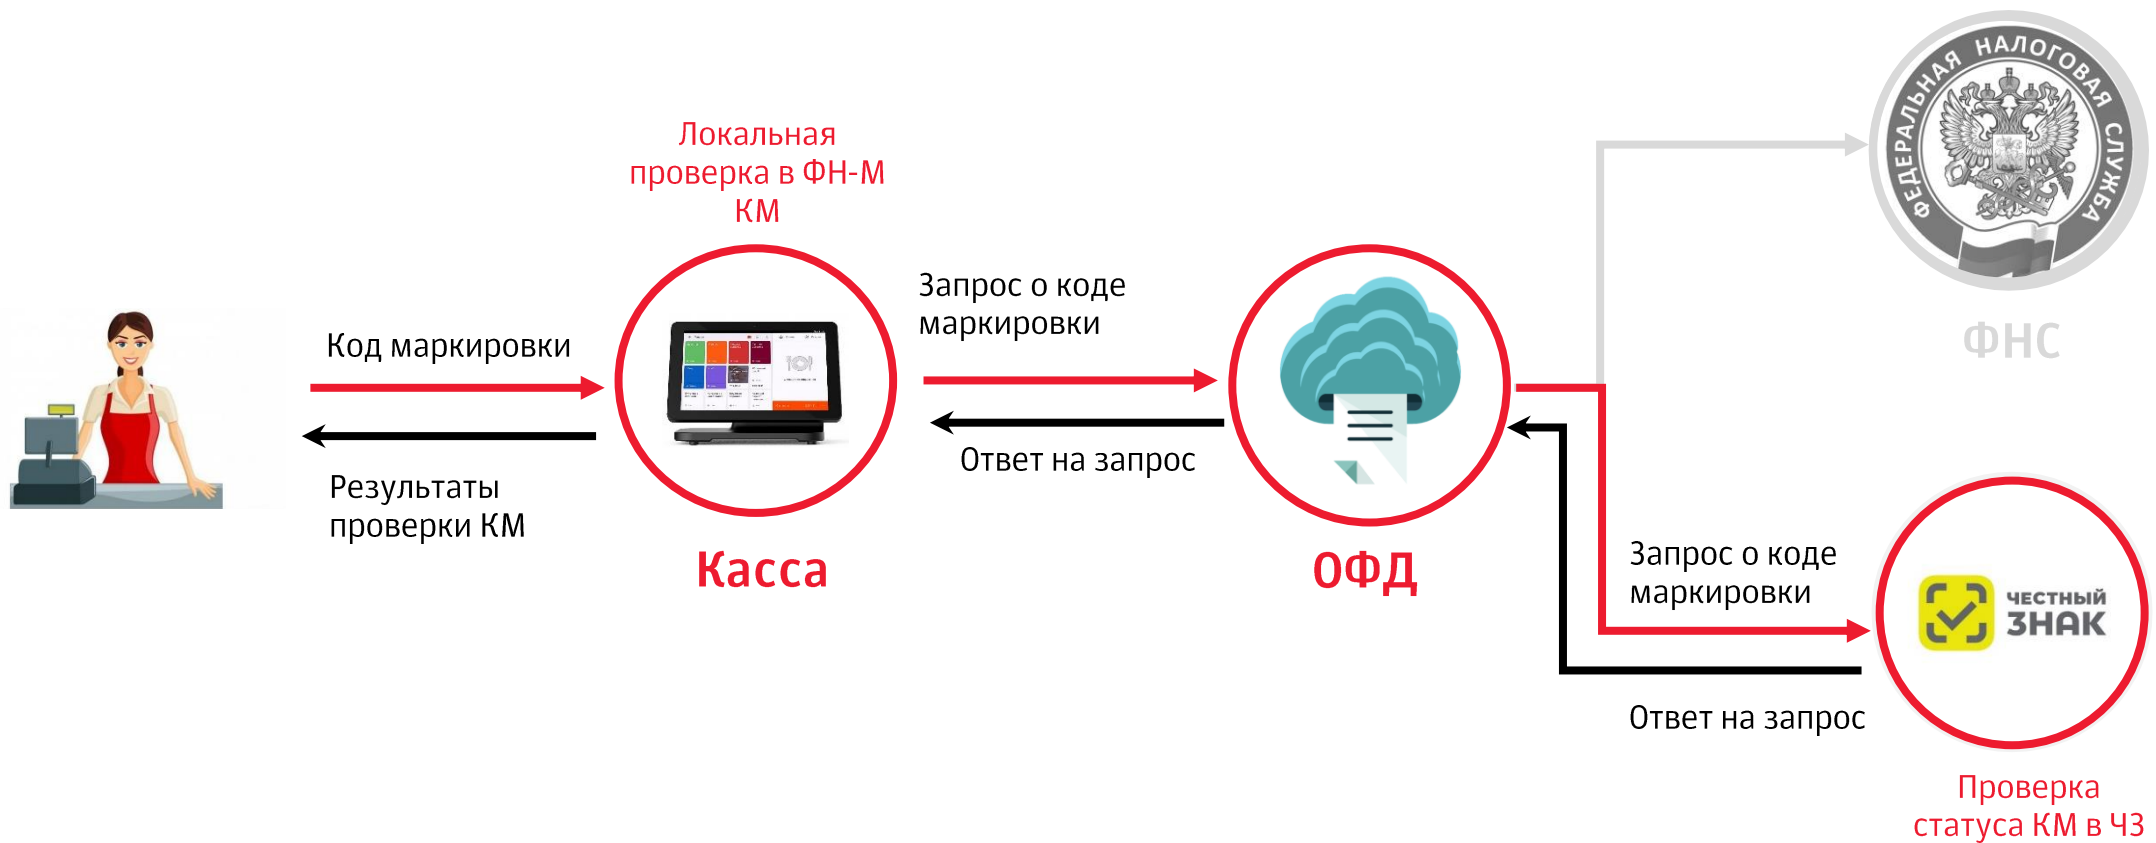 Локальная
проверка в ФН-М
КМ
Код маркировки
Результаты
проверки КМ
Касса
Запрос о коде
маркировки
Ответ на запрос
ОФД
ФЕДЕРАЛЬНАЯ НАЛОГОВАЯ СЛУЖБА
ФНС
Запрос о коде
маркировки
Ответ на запрос
ЧЕСТНЫЙ
ЗНАК
Проверка
статуса КМ в ЧЗ